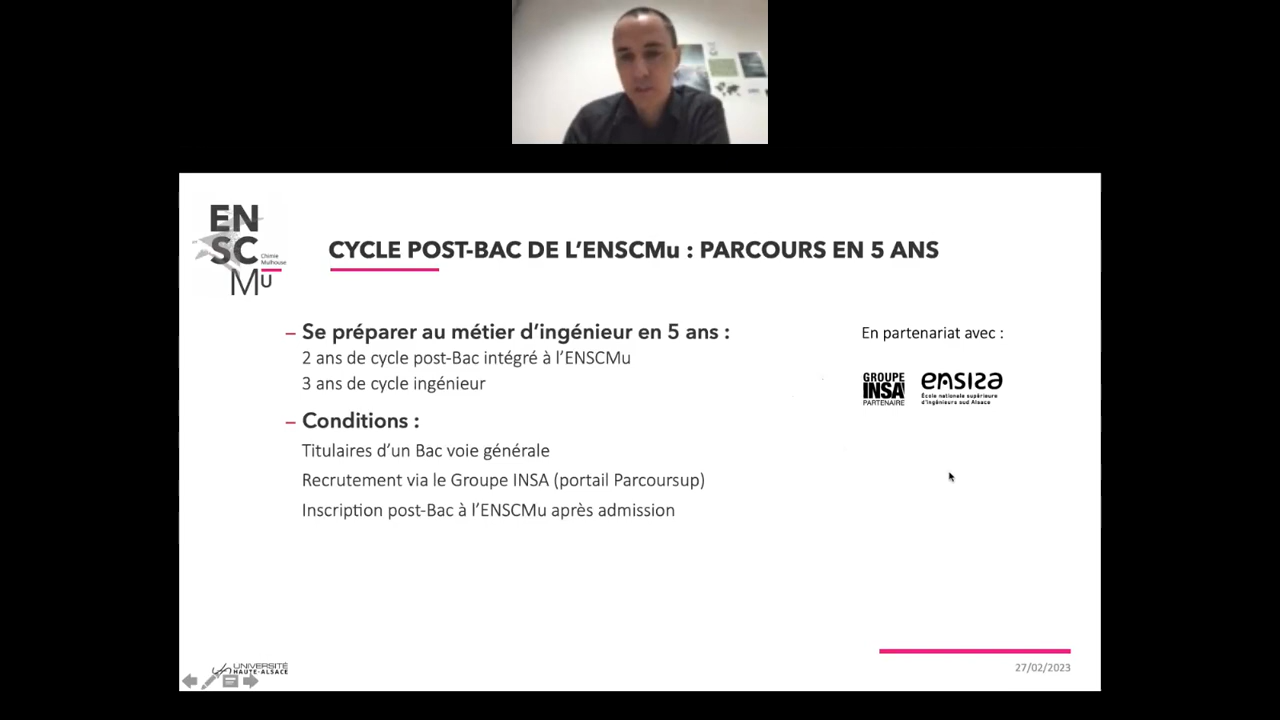 EN
SC
MU
Chimie
Mulhouse
CYCLE POST-BAC DE L'ENSCMu : PARCOURS EN 5 ANS
– Se préparer au métier d'ingénieur en 5 ans :
2 ans de cycle post-Bac intégré à l'ENSCMu
3 ans de cycle ingénieur
– Conditions :
Titulaires d'un Bac voie générale
Recrutement via le Groupe INSA (portail Parcoursup)
Inscription post-Bac à l'ENSCMu après admission
En partenariat avec :
GROUPE
INSA
PARTENAIRE
ensisa
École nationale supérieure
d'ingénieurs sud Alsace
UNIVERSITÉ
HAUTE-ALSACE
27/02/2023